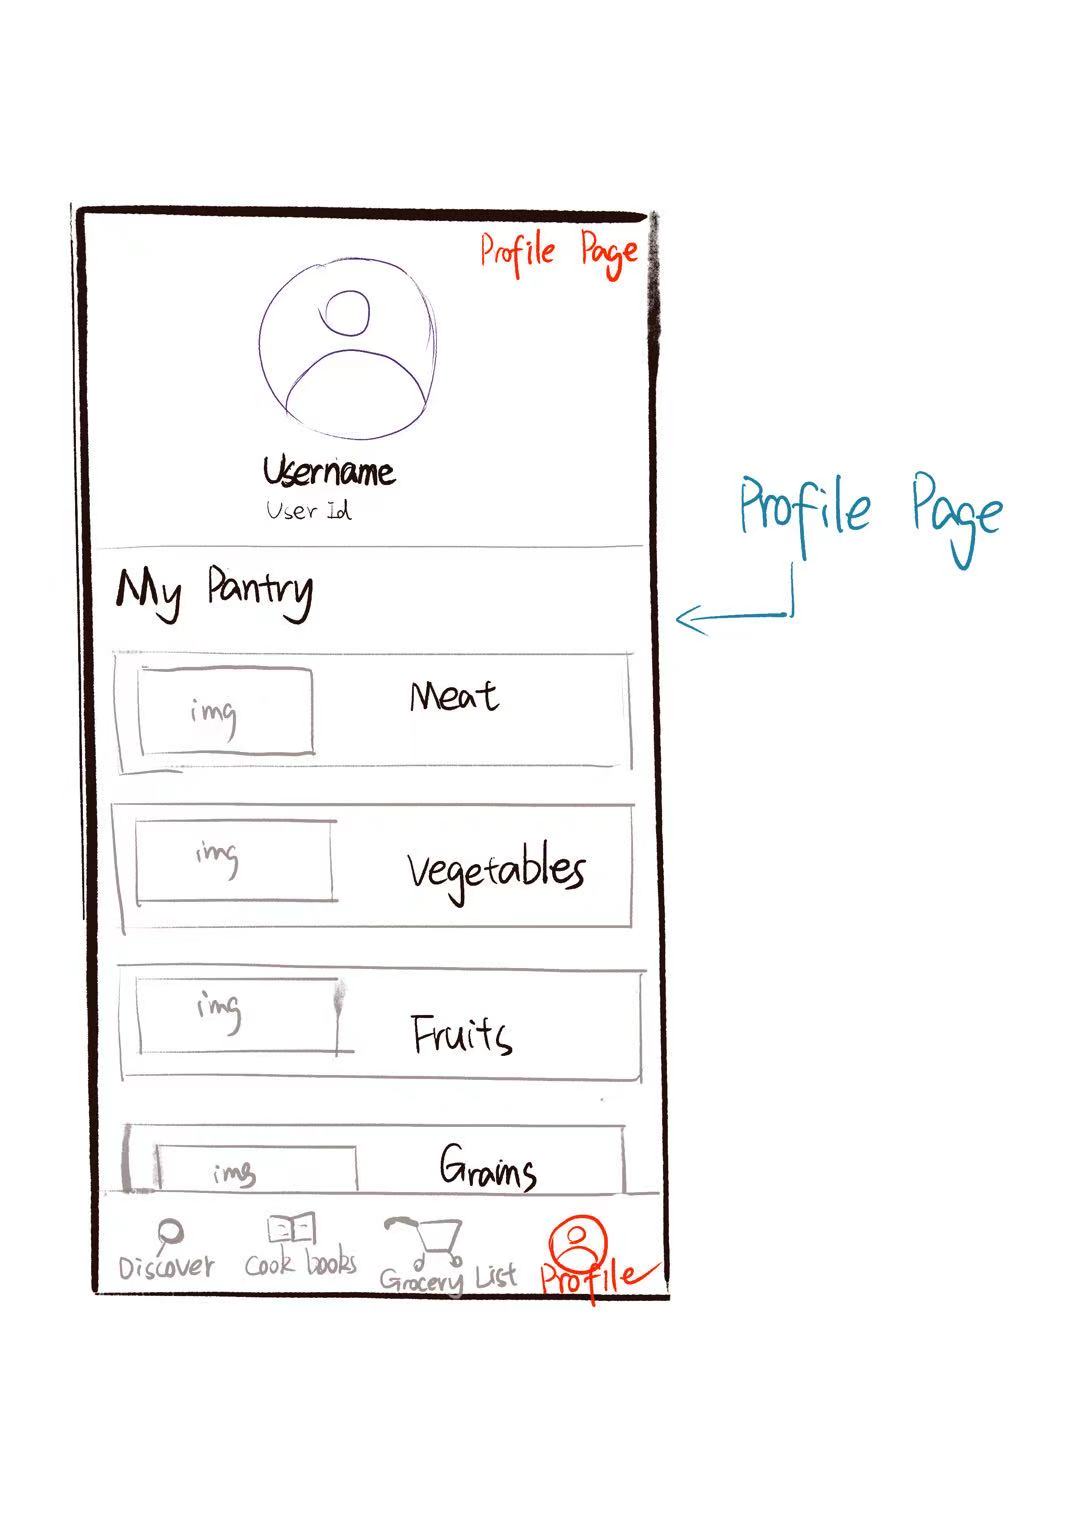 Profile Page
Username
User Id
Profile Page
My Pantry
img
Meat
img
Vegetables
img
Fruits
img
Grains
Discover
Cook books
Grocery List
Profile